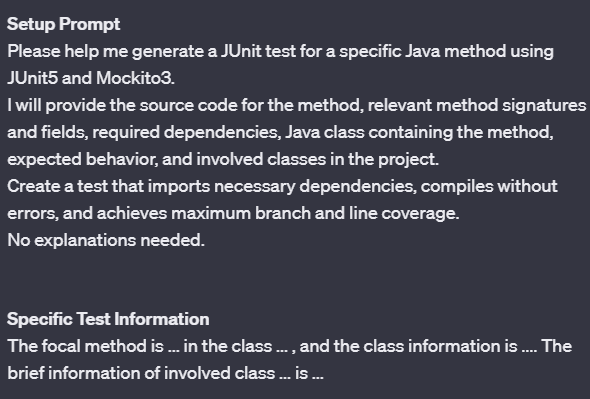 Setup Prompt
Please help me generate a JUnit test for a specific Java method using
JUnit5 and Mockito3.
I will provide the source code for the method, relevant method signatures
and fields, required dependencies, Java class containing the method,
expected behavior, and involved classes in the project.
Create a test that imports necessary dependencies, compiles without
errors, and achieves maximum branch and line coverage.
No explanations needed.
Specific Test Information
The focal method is ... in the class ... , and the class information is .... The
brief information of involved class ... is ...